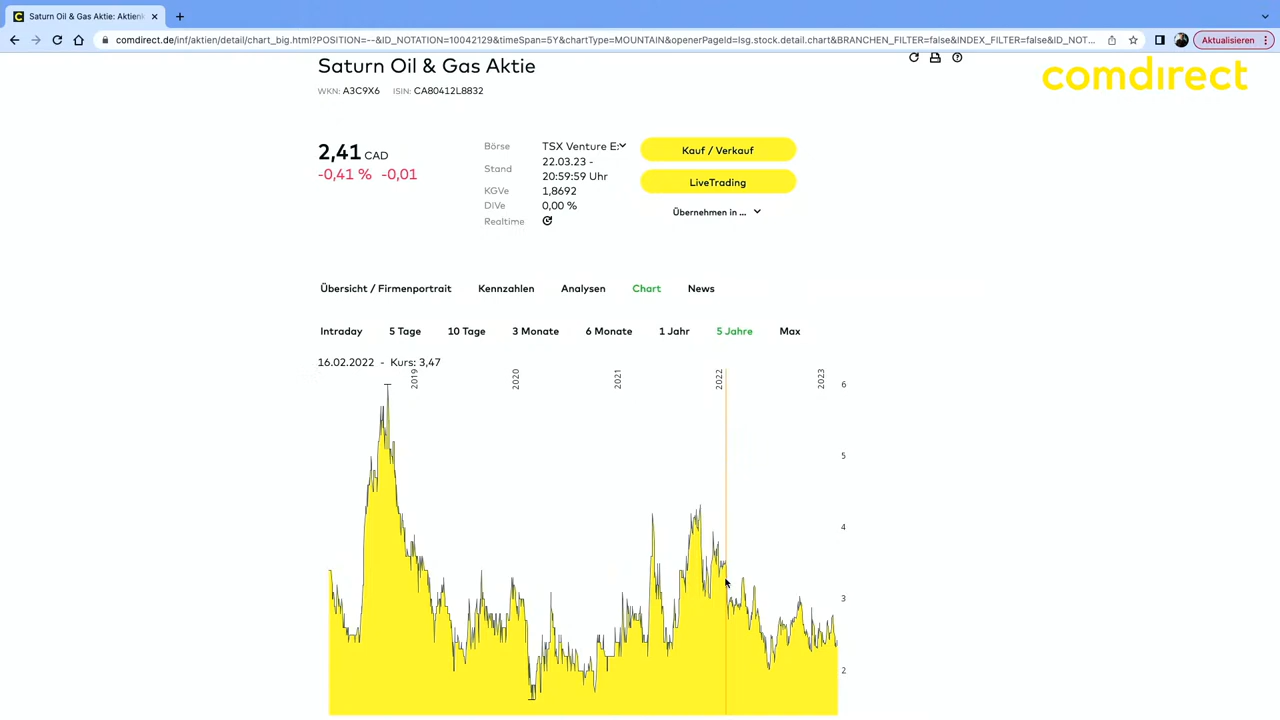 Saturn Oil & Gas Aktie: Aktienk
comdirect.de/inf/aktien/detail/chart_big.html?POSITION=--&ID_NOTATION=10042129&timeSpan=5Y&chartType=MOUNTAIN&openerPageId=lsg.stock.detail.chart&BRANCHEN_FILTER=false&INDEX_FILTER=false&ID_NOT...
Aktualisieren
Saturn Oil & Gas Aktie
comdirect
WKN: A3C9X6 ISIN: CA80412L8832
2,41 CAD
-0,41 % -0,01
Börse TSX Venture E:
Stand 22.03.23 -
20:59:59 Uhr
KGVe 1,8692
DIVe 0,00 %
Realtime
Kauf / Verkauf
LiveTrading
Übernehmen in ...
Übersicht / Firmenportrait Kennzahlen Analysen Chart News
Intraday 5 Tage 10 Tage 3 Monate 6 Monate 1 Jahr 5 Jahre Max
16.02.2022 - Kurs: 3,47
2019 2020 2021 2022 2023
6
5
4
3
2